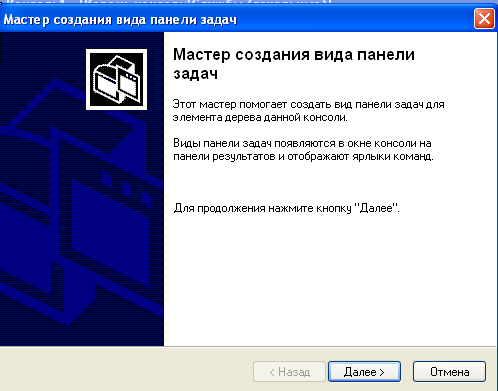 Мастер создания вида панели задач
Мастер создания вида панели
задач
Этот мастер помогает создать вид панели задач для
элемента дерева данной консоли.
Виды панели задач появляются в окне консоли на
панели результатов и отображают ярлыки команд.
Для продолжения нажмите кнопку "Далее".
< Назад
Далее >
Отмена